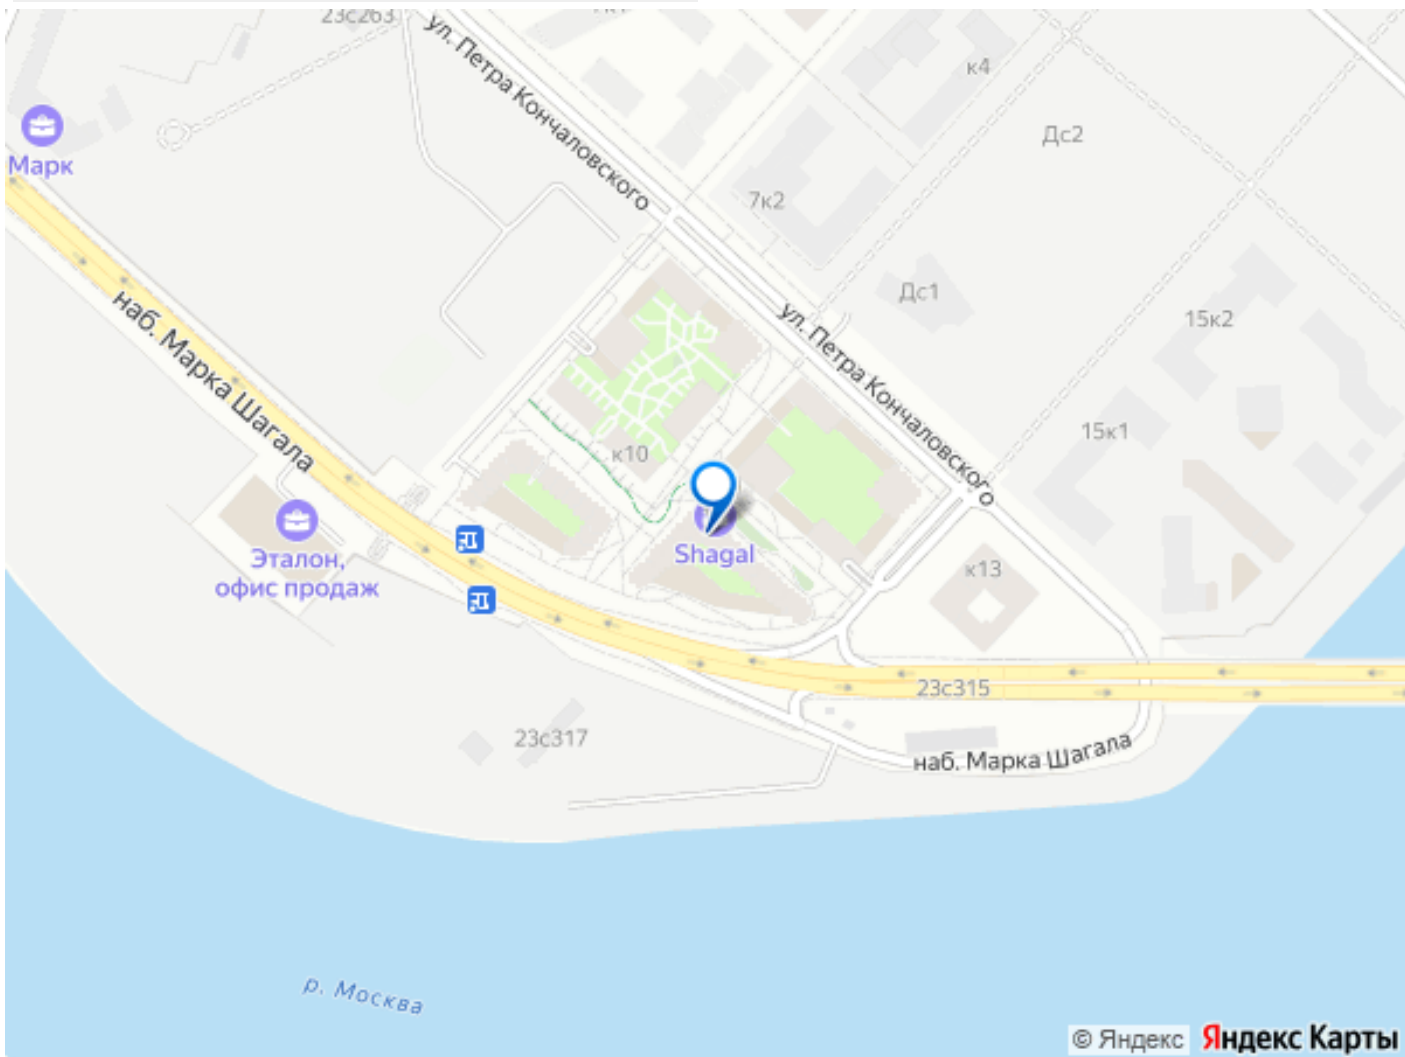 23с263
ул. Петра Кончаловского
к4
Марк
Дс2
7к2
Дс1
ул. Петра Кончаловского
15к2
наб. Марка Шагала
15к1
к10
Shagal
Эталон,
офис продаж
к13
23с315
23с317
наб. Марка Шагала
р. Москва
© Яндекс Яндекс Карты